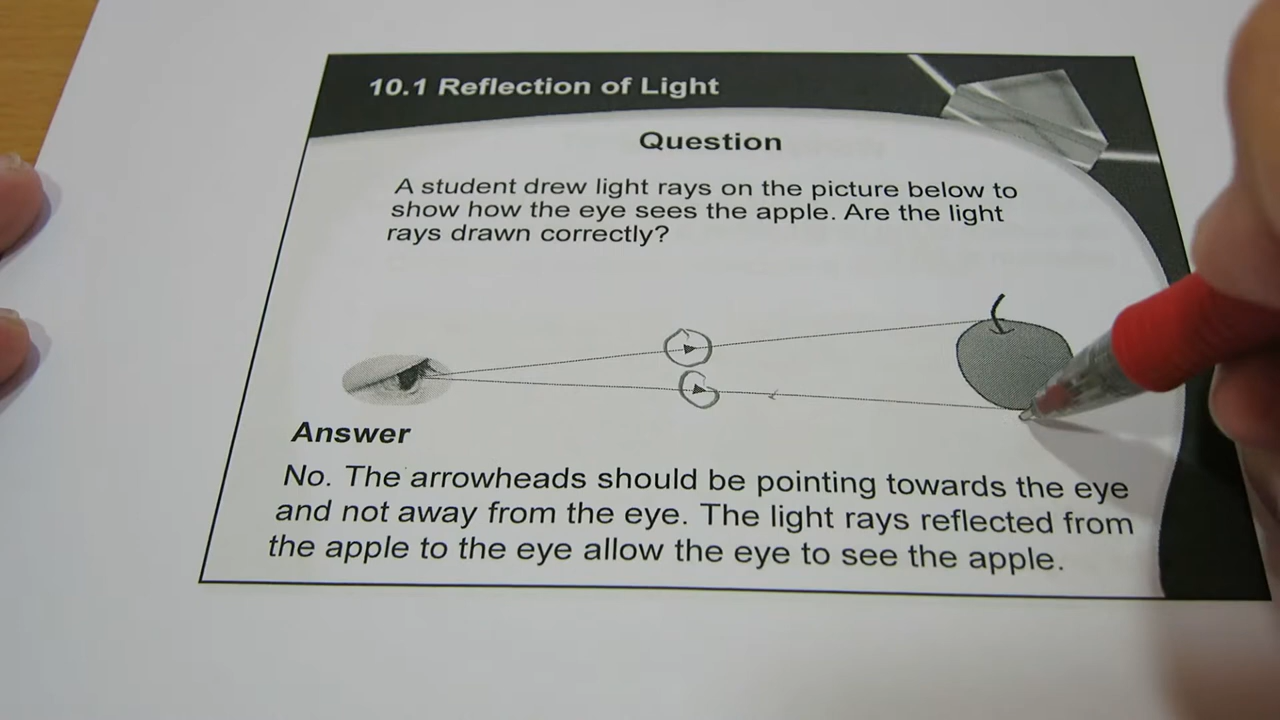 10.1 Reflection of Light
Question
A student drew light rays on the picture below to
show how the eye sees the apple. Are the light
rays drawn correctly?
Answer
No. The arrowheads should be pointing towards the eye
and not away from the eye. The light rays reflected from
the apple to the eye allow the eye to see the apple.